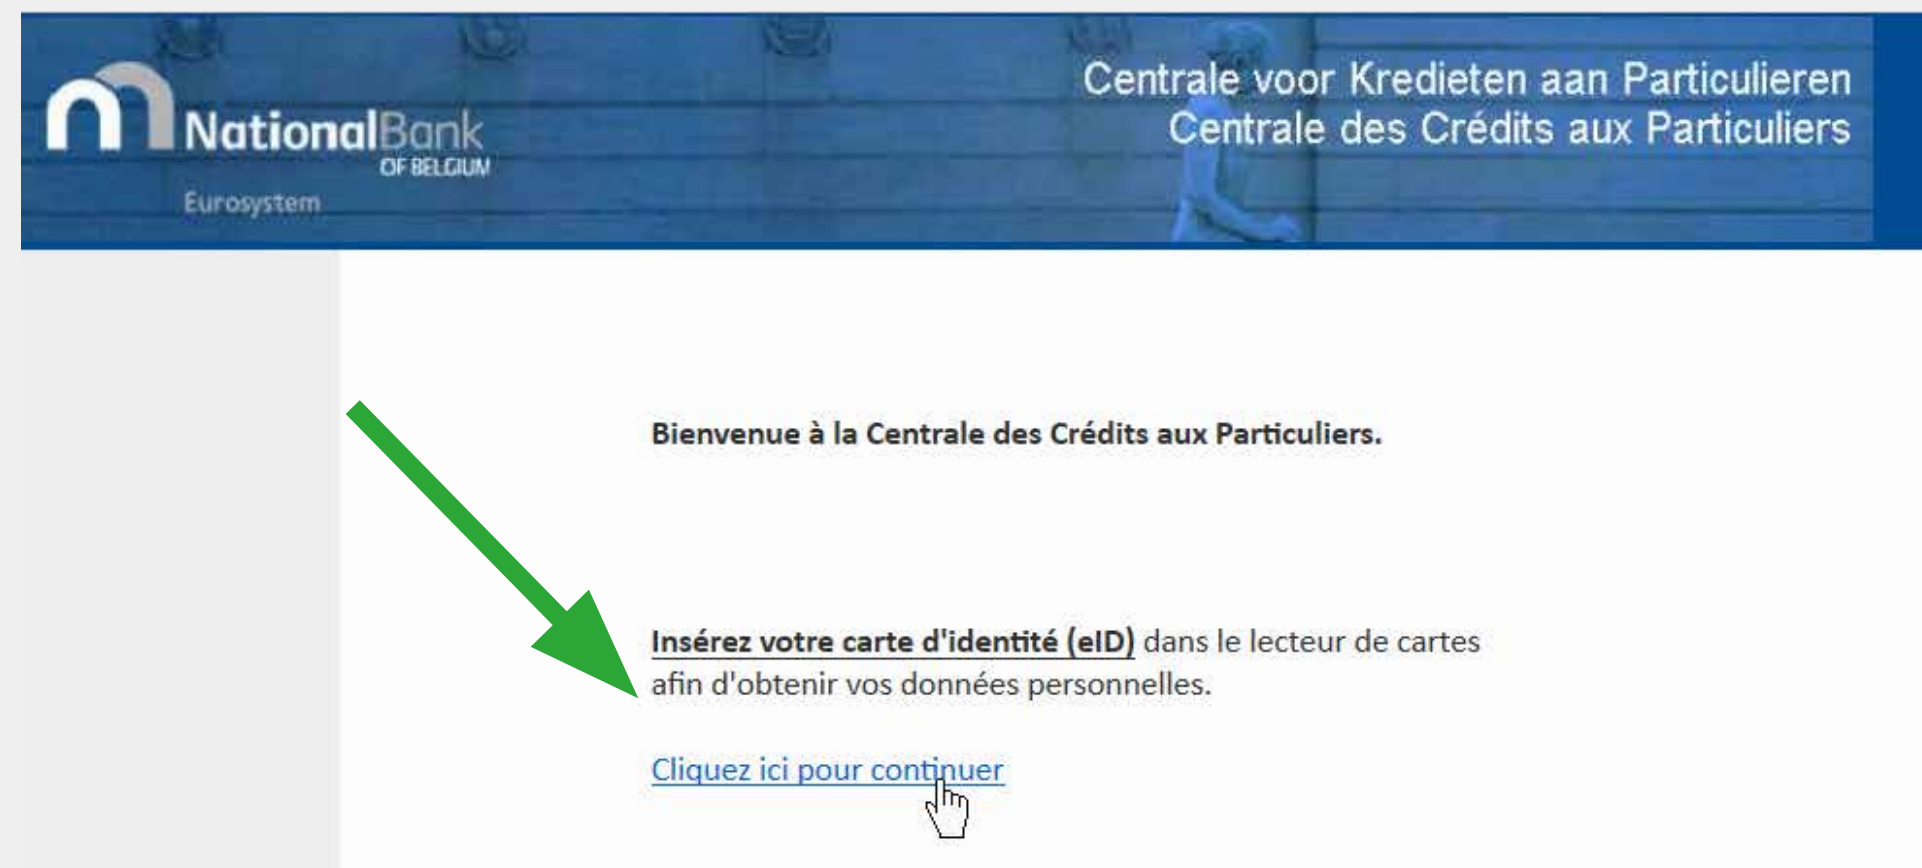 NationalBank
OF BELGIUM
Eurosystem
Centrale voor Kredieten aan Particulieren
Centrale des Crédits aux Particuliers
Bienvenue à la Centrale des Crédits aux Particuliers.
Insérez votre carte d'identité (eID) dans le lecteur de cartes
afin d'obtenir vos données personnelles.
Cliquez ici pour continuer